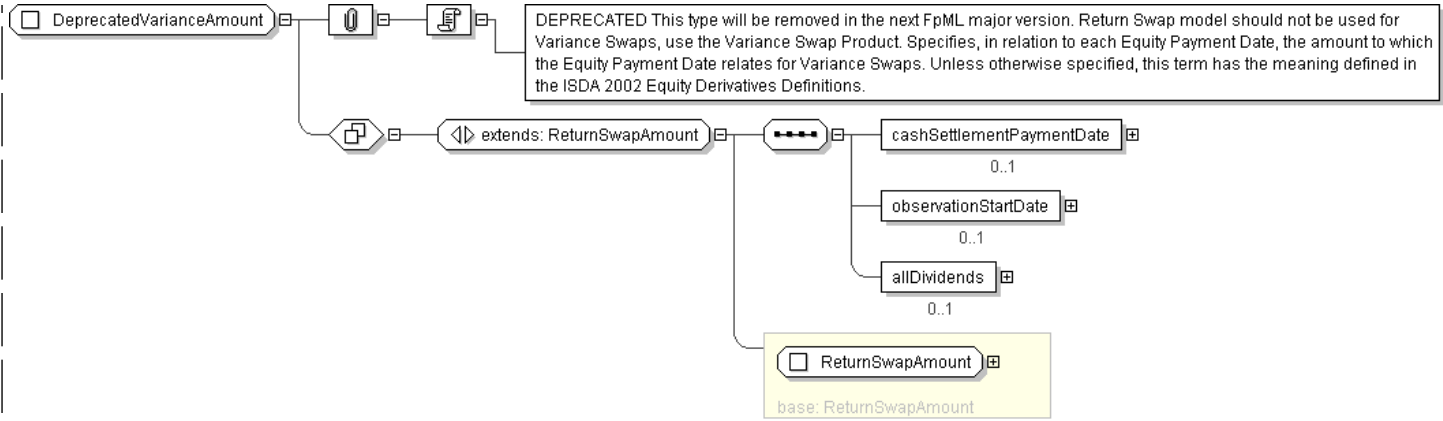 DeprecatedVarianceAmount
DEPRECATED This type will be removed in the next FpML major version. Return Swap model should not be used for
Variance Swaps, use the Variance Swap Product. Specifies, in relation to each Equity Payment Date, the amount to which
the Equity Payment Date relates for Variance Swaps. Unless otherwise specified, this term has the meaning defined in
the ISDA 2002 Equity Derivatives Definitions.
extends: ReturnSwapAmount
cashSettlementPaymentDate
0..1
observationStartDate
0..1
allDividends
0..1
ReturnSwapAmount
base: ReturnSwapAmount